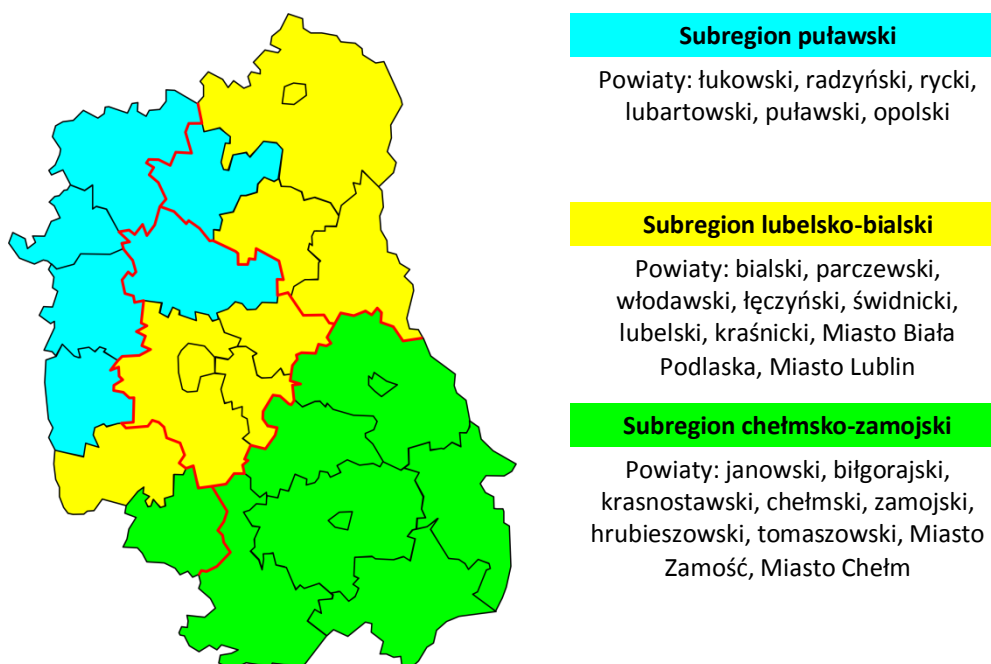 Subregion puławski
Powiaty: łukowski, radzyński, rycki,
lubartowski, puławski, opolski
Subregion lubelsko-bialski
Powiaty: bialski, parczewski,
włodawski, łęczyński, świdnicki,
lubelski, kraśnicki, Miasto Biała
Podlaska, Miasto Lublin
Subregion chełmsko-zamojski
Powiaty: janowski, biłgorajski,
krasnostawski, chełmski, zamojski,
hrubieszowski, tomaszowski, Miasto
Zamość, Miasto Chełm